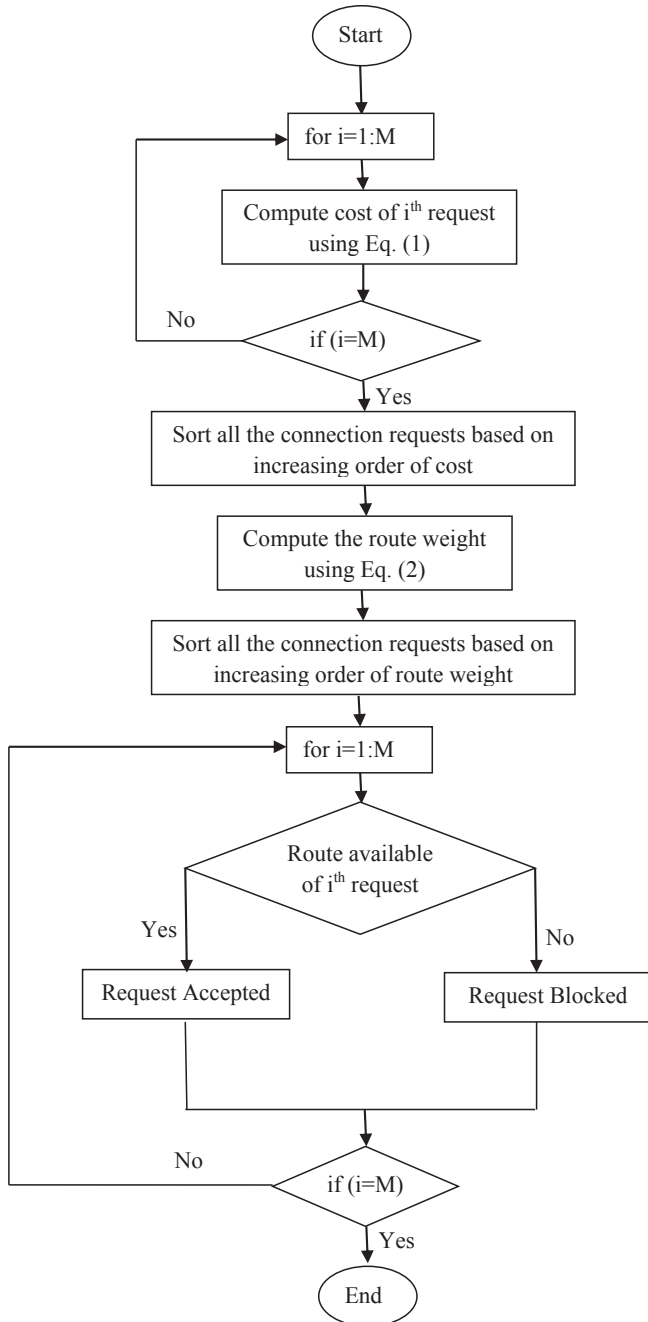 Start
for i=1:M
Compute cost of iᵗʰ request
using Eq. (1)
No
if (i=M)
Yes
Sort all the connection requests based on
increasing order of cost
Compute the route weight
using Eq. (2)
Sort all the connection requests based on
increasing order of route weight
for i=1:M
Route available
of iᵗʰ request
Yes
No
Request Accepted
Request Blocked
No
if (i=M)
Yes
End